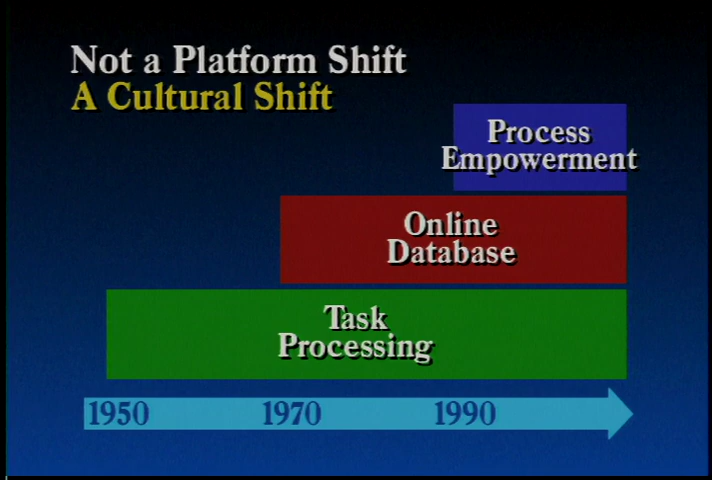 Not a Platform Shift
A Cultural Shift
Process
Empowerment
Online
Database
Task
Processing
1950 1970 1990